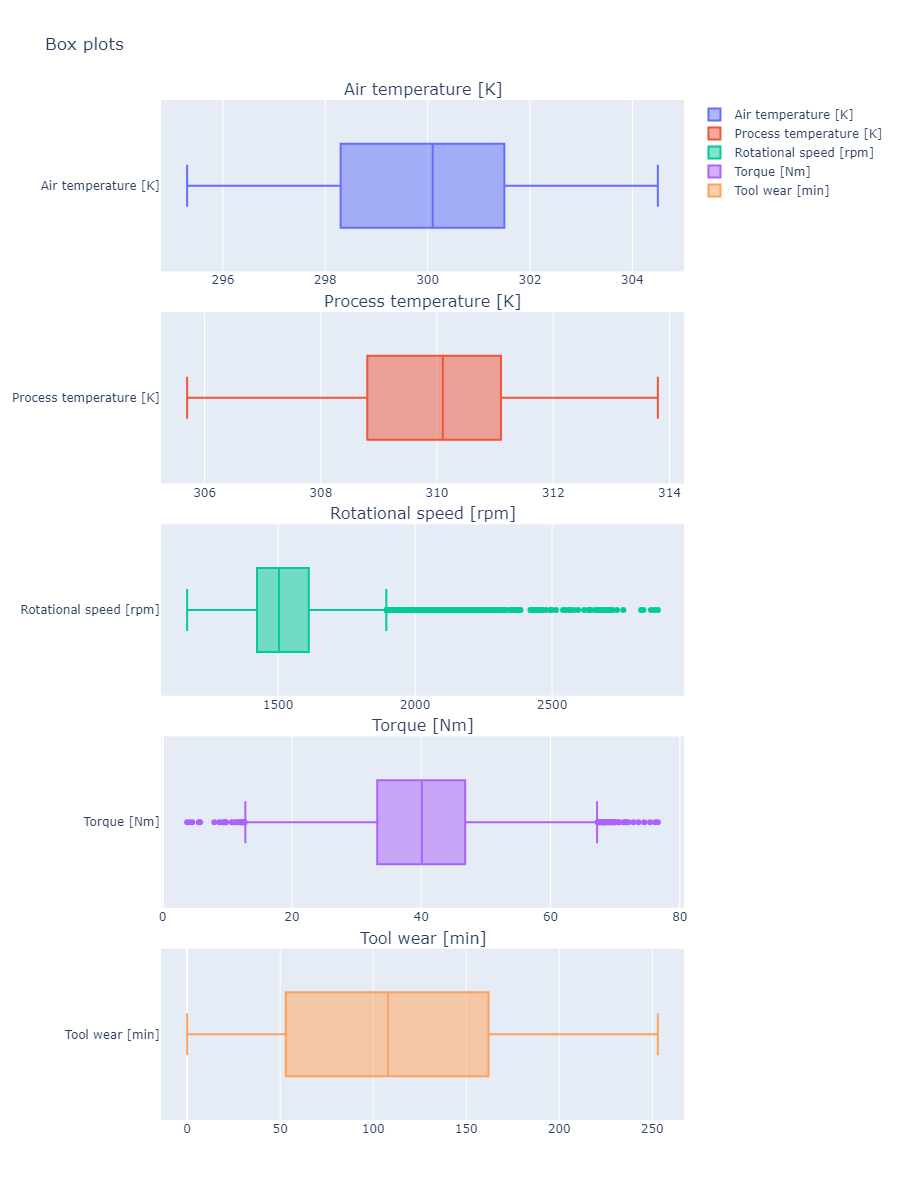 Box plots
Air temperature [K]
Air temperature [K]
296 298 300 302 304
Air temperature [K]
Process temperature [K]
Rotational speed [rpm]
Torque [Nm]
Tool wear [min]
Process temperature [K]
Process temperature [K]
306 308 310 312 314
Rotational speed [rpm]
Rotational speed [rpm]
1500 2000 2500
Torque [Nm]
Torque [Nm]
0 20 40 60 80
Tool wear [min]
Tool wear [min]
0 50 100 150 200 250